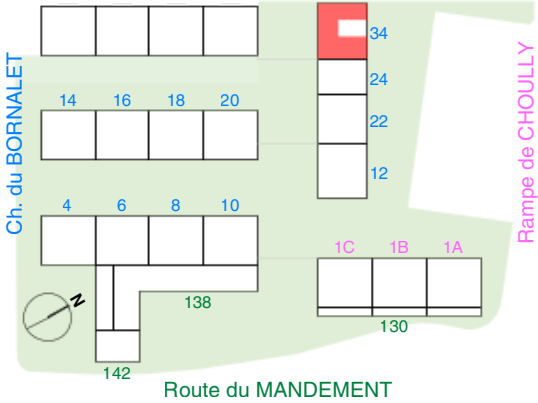 34
24
14 16 18 20
22
12
Ch. du BORNALET
Rampe de CHOULLY
4 6 8 10
1C 1B 1A
N
138
130
142
Route du MANDEMENT